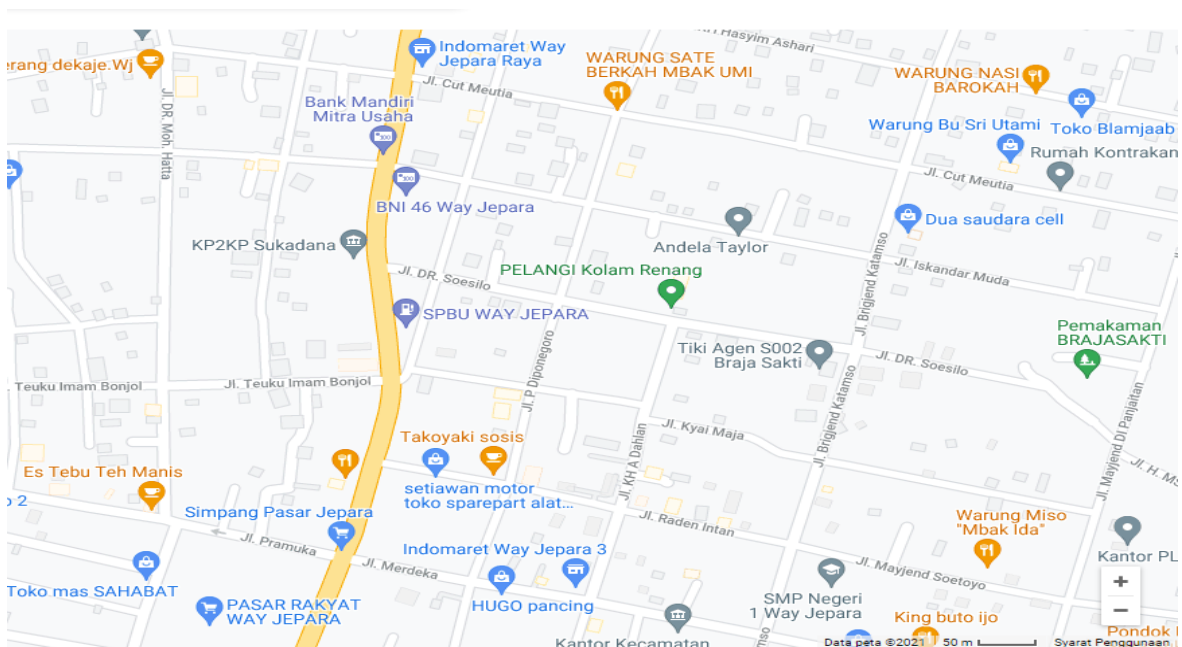 Hasyim Ashari
Indomaret Way
Jepara Raya
WARUNG SATE
BERKAH MBAK UMI
erang dekaje.Wj
WARUNG NASI
BAROKAH
Jl. Cut Meutia
Bank Mandiri
Mitra Usaha
Jl. DR. Moh. Hatta
Warung Bu Sri Utami
Toko Blamjaab
Rumah Kontrakan
Jl. Cut Meutia
BNI 46 Way Jepara
Dua saudara cell
KP2KP Sukadana
Andela Taylor
Jl. Iskandar Muda
Jl. DR. Soesilo
PELANGI Kolam Renang
Jl. Brigjend Katamso
SPBU WAY JEPARA
Pemakaman
BRAJASAKTI
Tiki Agen S002
Braja Sakti
Jl. DR. Soesilo
Teuku Imam Bonjol
Jl. Teuku Imam Bonjol
Jl. P Diponegoro
Jl. Brigjend Katamso
Jl. Mayjend DI Panjaitan
Jl. Kyai Maja
Jl. KH A Dahlan
Takoyaki sosis
Es Tebu Teh Manis
setiawan motor
toko sparepart alat...
Jl. H. Ms
2
Simpang Pasar Jepara
Jl. Raden Intan
Warung Miso
"Mbak Ida"
Jl. Pramuka
Jl. Merdeka
Indomaret Way Jepara 3
Kantor PL
Jl. Mayjend Soetoyo
Toko mas SAHABAT
PASAR RAKYAT
WAY JEPARA
HUGO pancing
SMP Negeri
1 Way Jepara
King buto ijo
Pondok
Kantor Kecamatan
Katamso
Data peta ©2021
50 m
Syarat Penggunaan
+
−